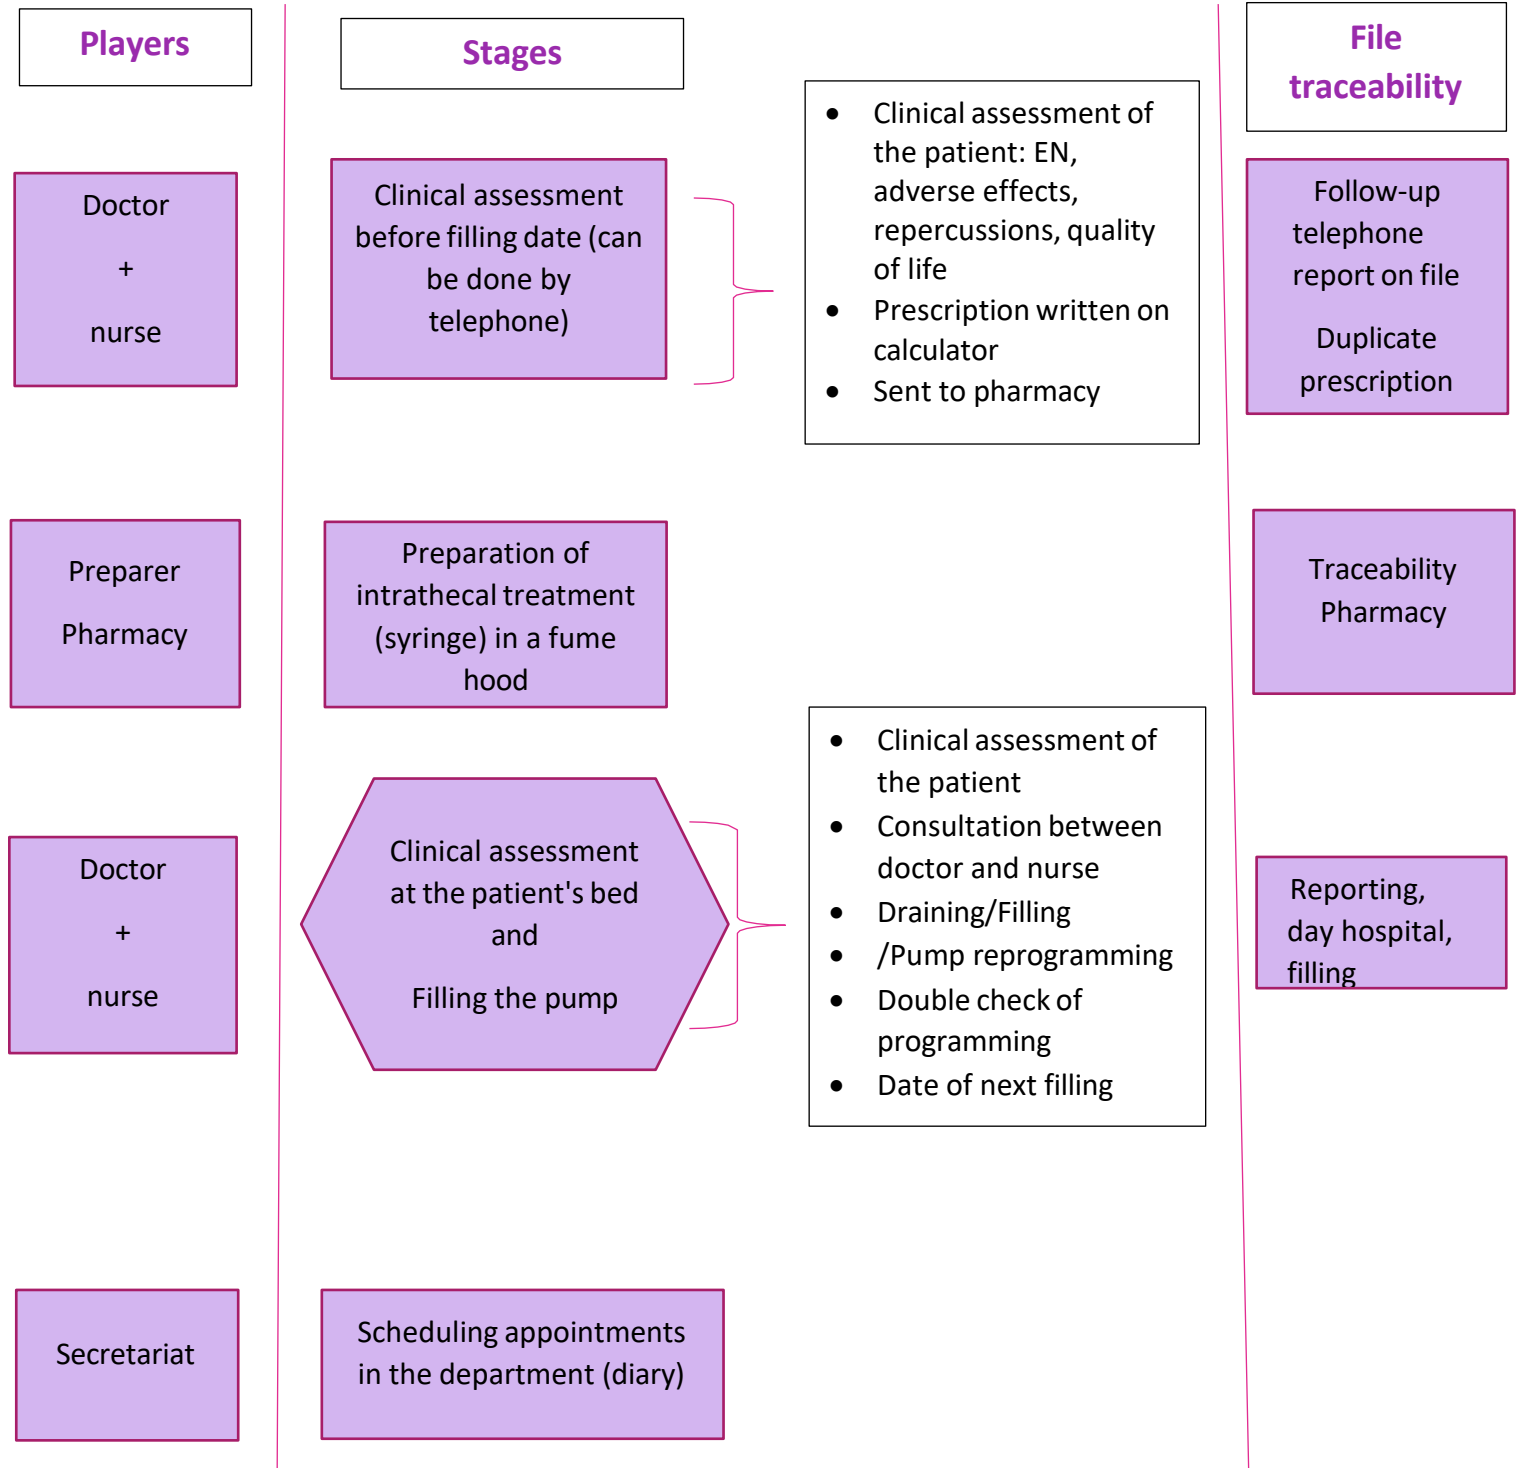 Players
Stages
File
traceability
Doctor
+
nurse
Clinical assessment
before filling date (can
be done by
telephone)
• Clinical assessment of
the patient: EN,
adverse effects,
repercussions, quality
of life
• Prescription written on
calculator
• Sent to pharmacy
Follow-up
telephone
report on file
Duplicate
prescription
Preparer
Pharmacy
Preparation of
intrathecal treatment
(syringe) in a fume
hood
Traceability
Pharmacy
Doctor
+
nurse
Clinical assessment
at the patient's bed
and
Filling the pump
• Clinical assessment of
the patient
• Consultation between
doctor and nurse
• Draining/Filling
• /Pump reprogramming
• Double check of
programming
• Date of next filling
Reporting,
day hospital,
filling
Secretariat
Scheduling appointments
in the department (diary)